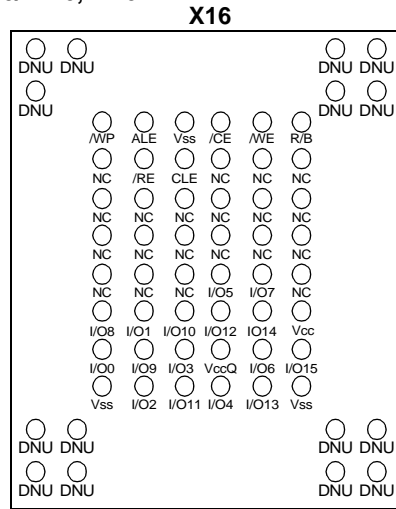 X16
DNU DNU DNU DNU
DNU DNU DNU
/WP ALE Vss /CE /WE R/B
NC /RE CLE NC NC NC
NC NC NC NC NC NC
NC NC NC NC NC NC
NC NC NC I/O5 I/O7 NC
I/O8 I/O1 I/O10 I/O12 IO14 Vcc
I/O0 I/O9 I/O3 VccQ I/O6 I/O15
Vss I/O2 I/O11 I/O4 I/O13 Vss
DNU DNU DNU DNU
DNU DNU DNU DNU